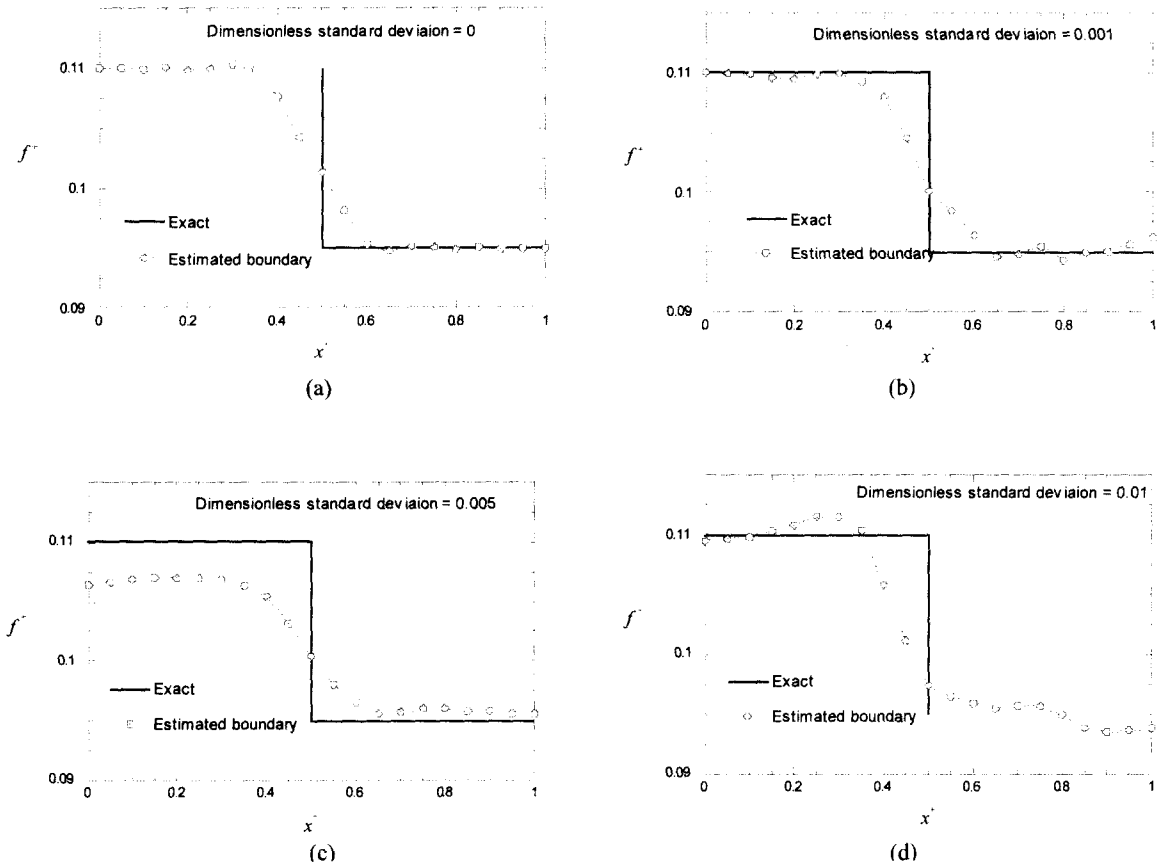 Dimensionless standard deviaion = 0
0.11
f⁺
0.1
Exact
Estimated boundary
0.09
0 0.2 0.4 0.6 0.8 1
x
(a)
Dimensionless standard deviaion = 0.001
0.11
f⁺
0.1
Exact
Estimated boundary
0.09
0 0.2 0.4 0.6 0.8 1
x
(b)
Dimensionless standard deviaion = 0.005
0.11
f
0.1
Exact
Estimated boundary
0.09
0 0.2 0.4 0.6 0.8 1
x
(c)
Dimensionless standard deviaion = 0.01
0.11
f
0.1
Exact
Estimated boundary
0.09
0 0.2 0.4 0.6 0.8 1
x⁺
(d)